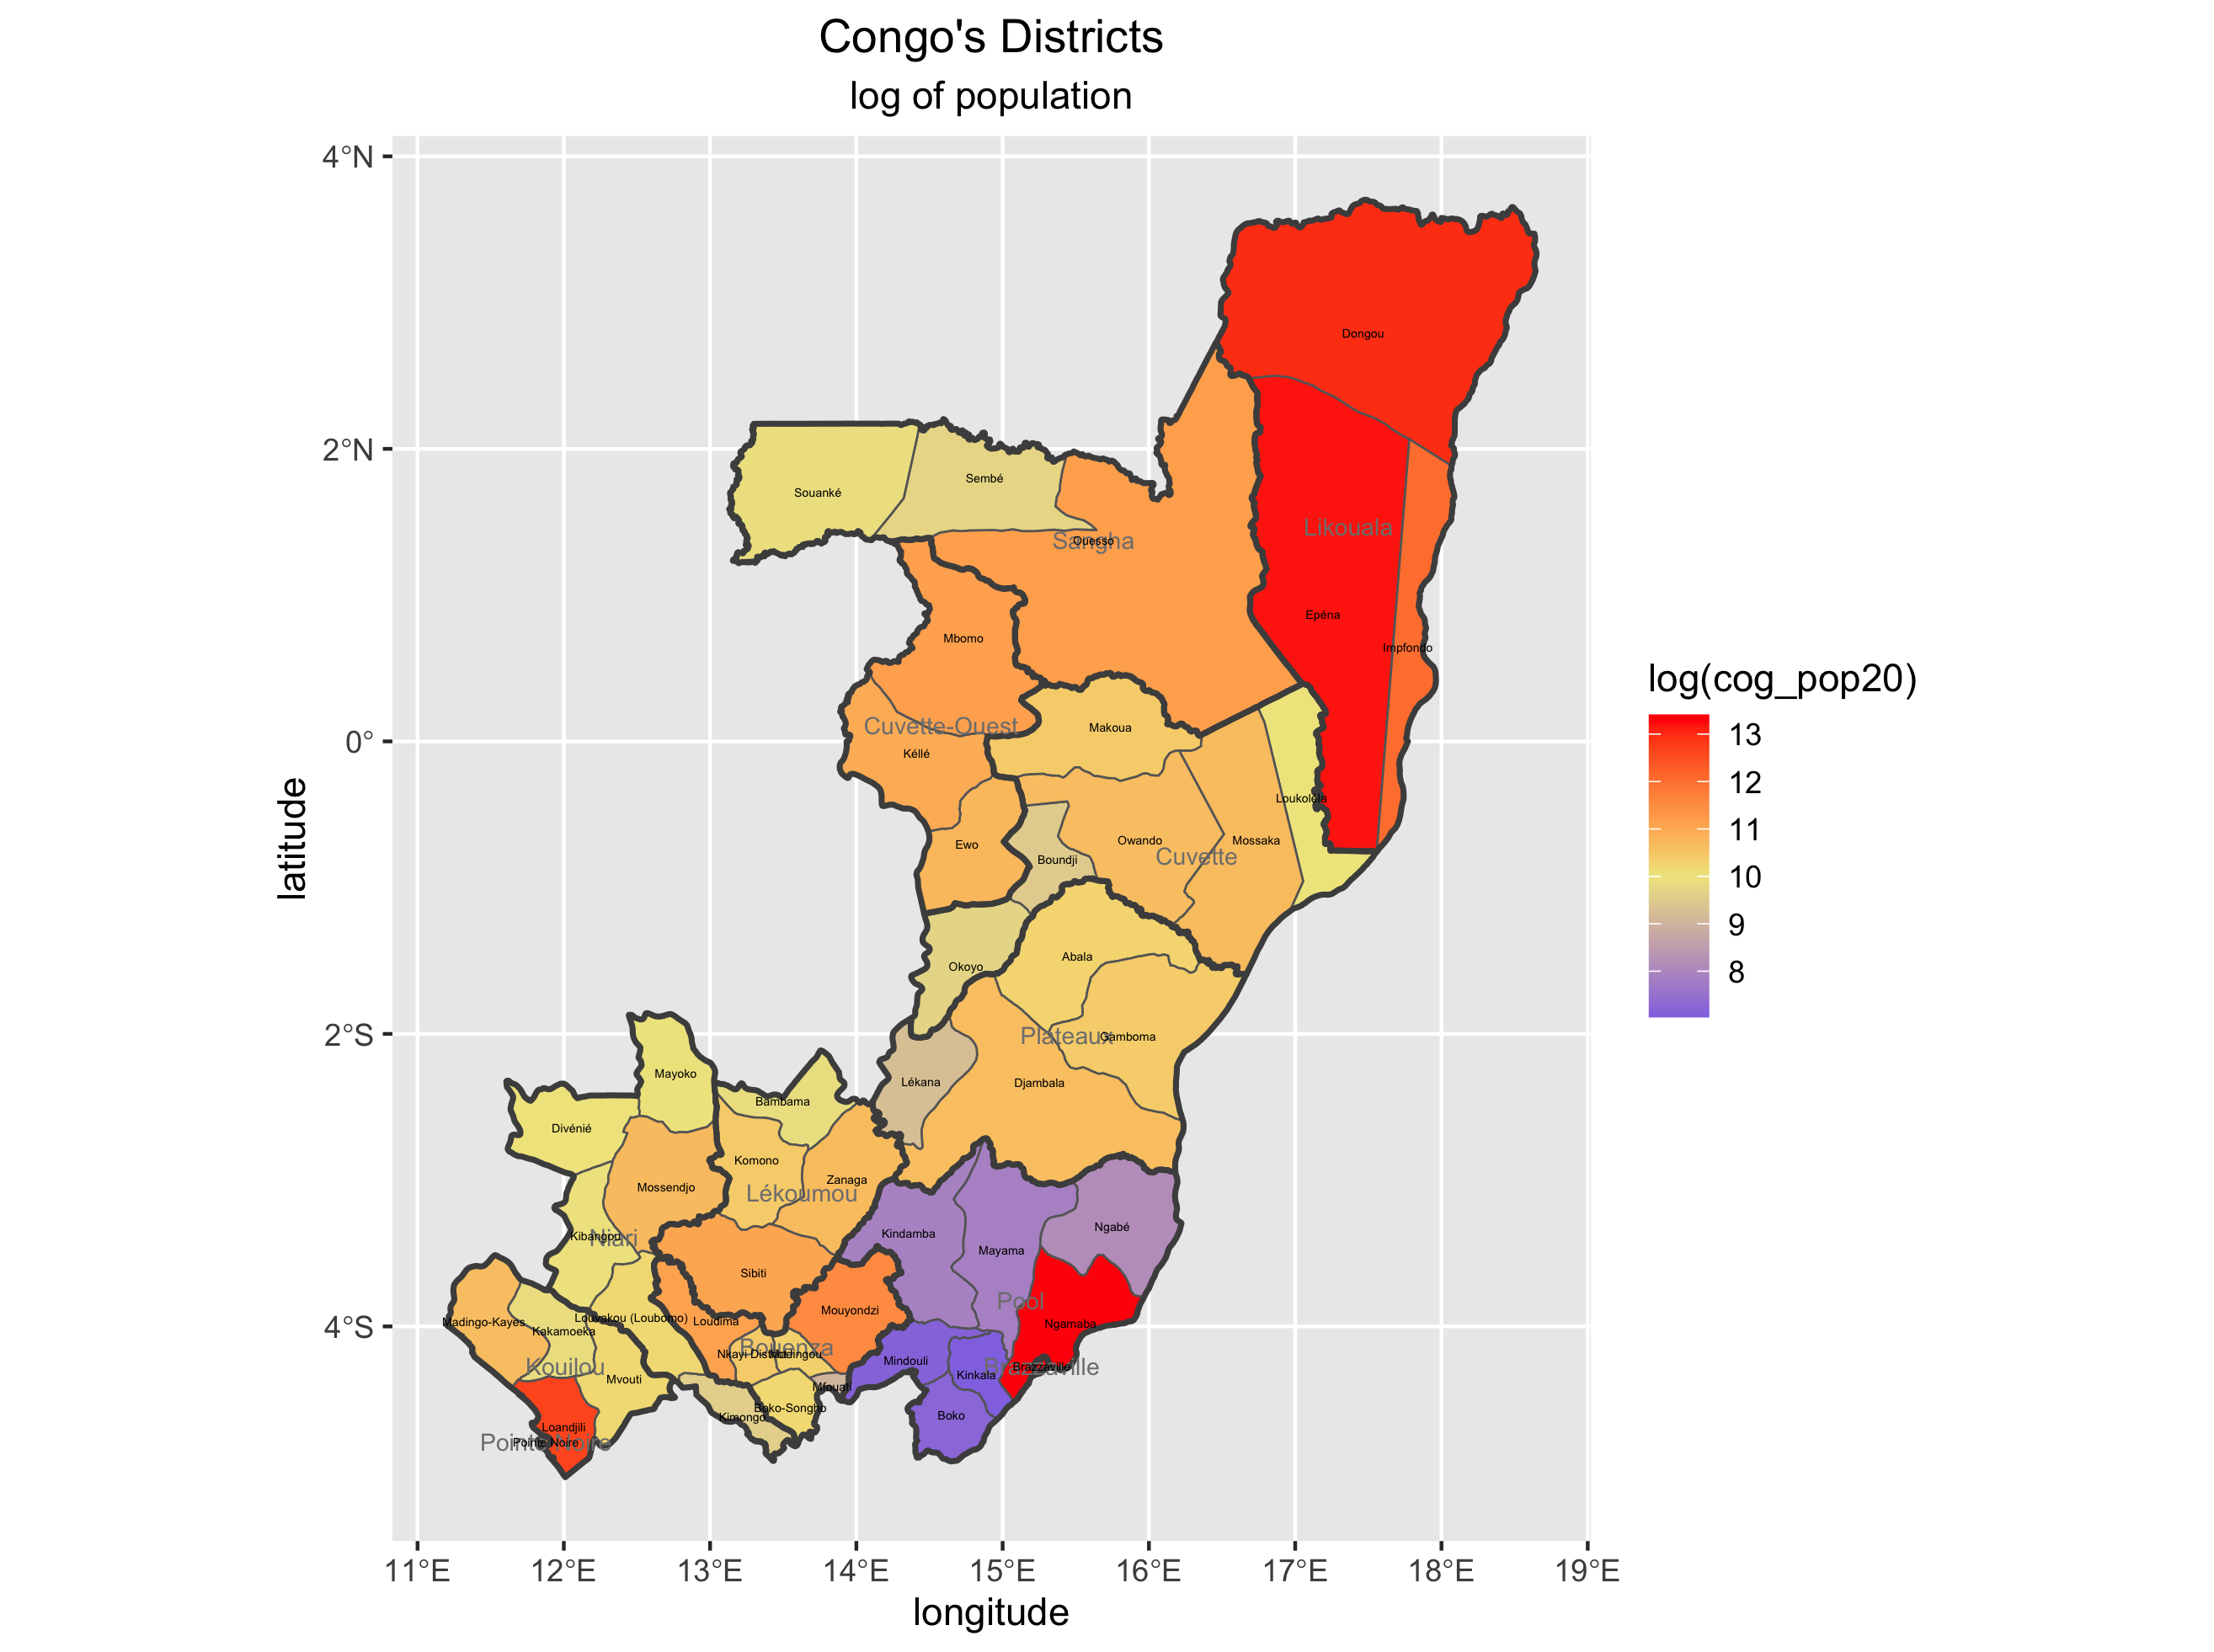 Congo's Districts
log of population
4°N
2°N
0°
2°S
4°S
latitude
11°E
12°E
13°E
14°E
15°E
16°E
17°E
18°E
19°E
longitude
log(cog_pop20)
13
12
11
10
9
8
Dongou
Souanké
Sembé
Likouala
Sangha
Ouesso
Epéna
Mbomo
Impfondo
Cuvette-Ouest
Makoua
Kéllé
Loukoléla
Ewo
Owando
Mossaka
Boundji
Cuvette
Abala
Okoyo
Plateaux
Gamboma
Mayoko
Lékana
Djambala
Bambama
Divénié
Komono
Zanaga
Mossendjo
Lékoumou
Ngabé
Kindamba
Kibangou
Niari
Mayama
Sibiti
Pool
Mouyondzi
Madingo-Kayes
Louvakou (Loubomo)
Loudima
Ngamaba
Kakamoeka
Bouenza
Nkayi District
Madingou
Mindouli
Kouilou
Brazzaville
Brazzaville
Mvouti
Kinkala
Mfouati
Boko-Songho
Kimongo
Boko
Loandjili
Pointe Noire
Pointe Noire